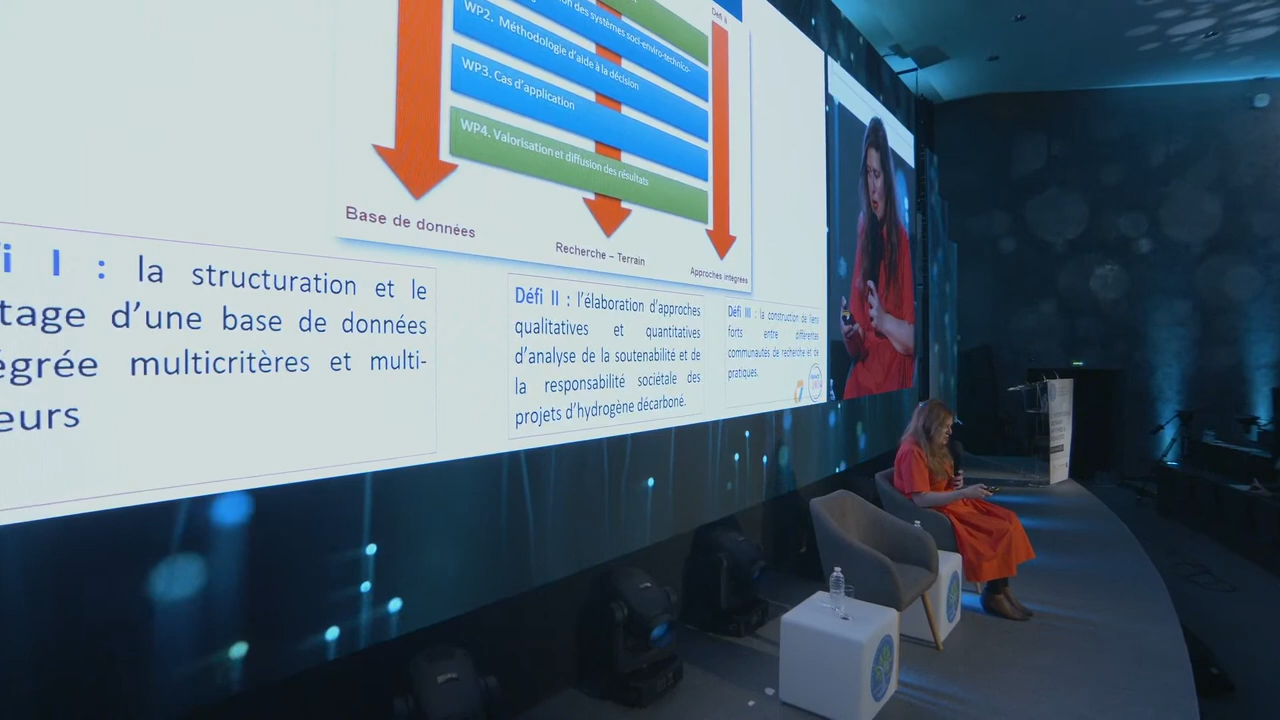 Défi
on des systèmes soci-enviro-technico-
WP2. Méthodologie d'aide à la décision
WP3. Cas d'application
WP4. Valorisation et diffusion des résultats
Base de données
Recherche – Terrain
Approches intégrées
i I : la structuration et le
tage d'une base de données
égrée multicritères et multi-
eurs
Défi II : l'élaboration d'approches
qualitatives et quantitatives
d'analyse de la soutenabilité et de
la responsabilité sociétale des
projets d'hydrogène décarboné.
Défi III : la construction de liens
forts entre différentes
communautés de recherche et de
pratiques.